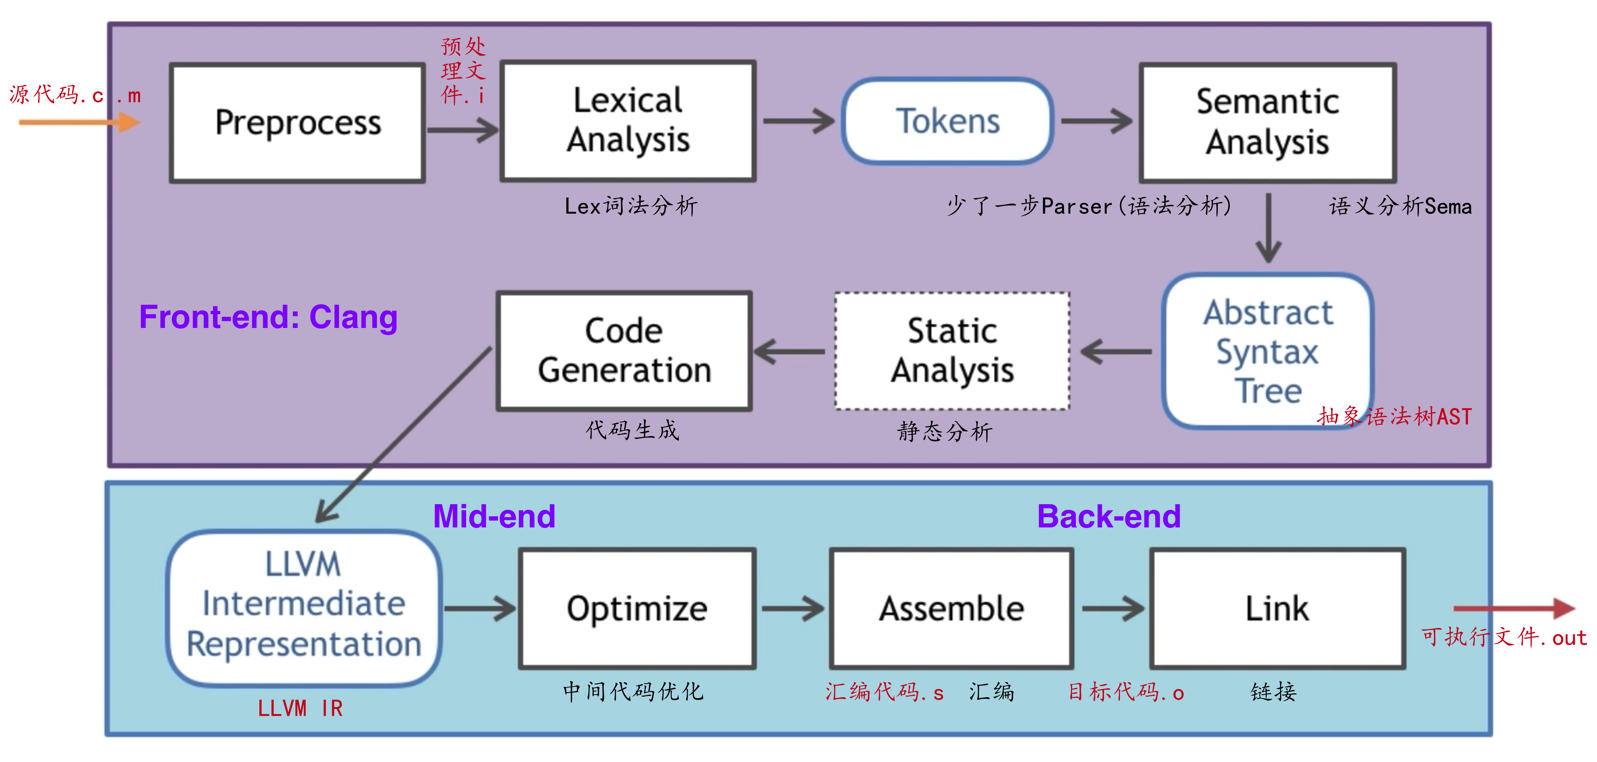 源代码.c .m
Preprocess
预处
理文
件.i
Lexical
Analysis
Lex词法分析
Tokens
Semantic
Analysis
少了一步Parser(语法分析)
语义分析Sema
Front-end: Clang
Code
Generation
代码生成
Static
Analysis
静态分析
Abstract
Syntax
Tree
抽象语法树AST
Mid-end
Back-end
LLVM
Intermediate
Representation
LLVM IR
Optimize
中间代码优化
Assemble
汇编代码.s
汇编
目标代码.o
Link
链接
可执行文件.out